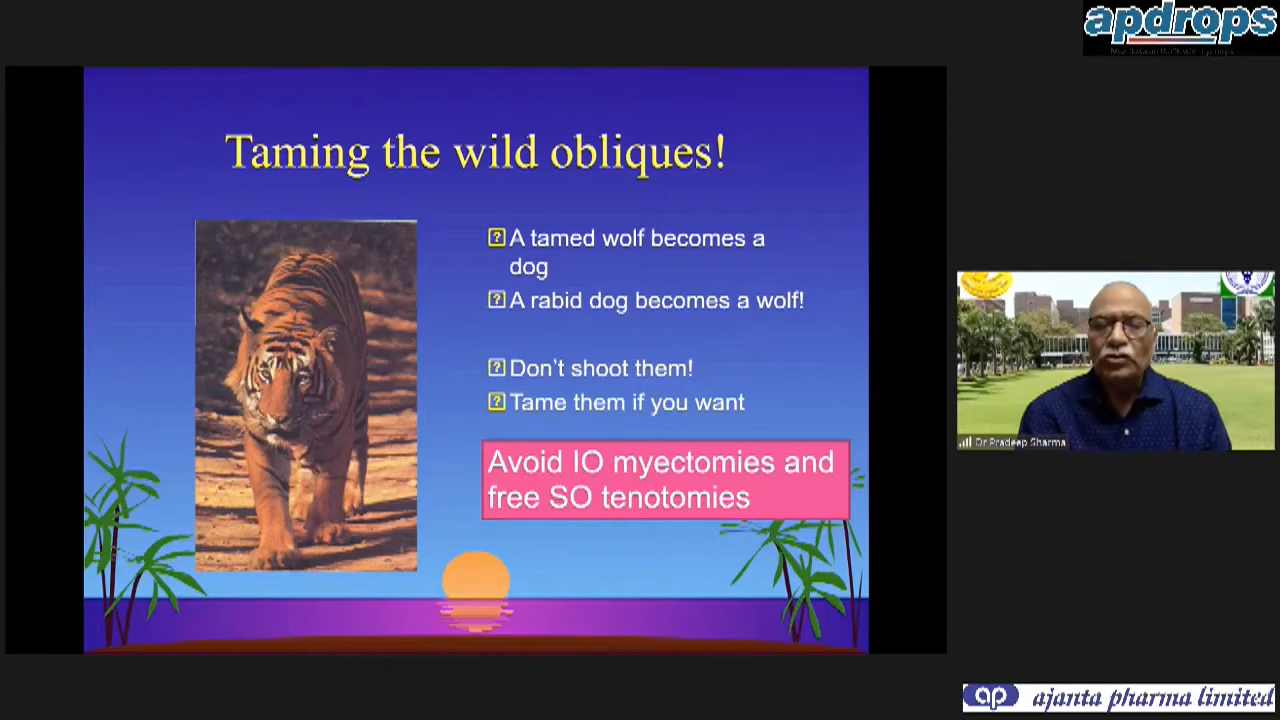 apdrops
Taming the wild obliques!
A tamed wolf becomes a
dog
A rabid dog becomes a wolf!
Don't shoot them!
Tame them if you want
Avoid IO myectomies and
free SO tenotomies
Dr Pradeep Sharma
ap ajanta pharma limited